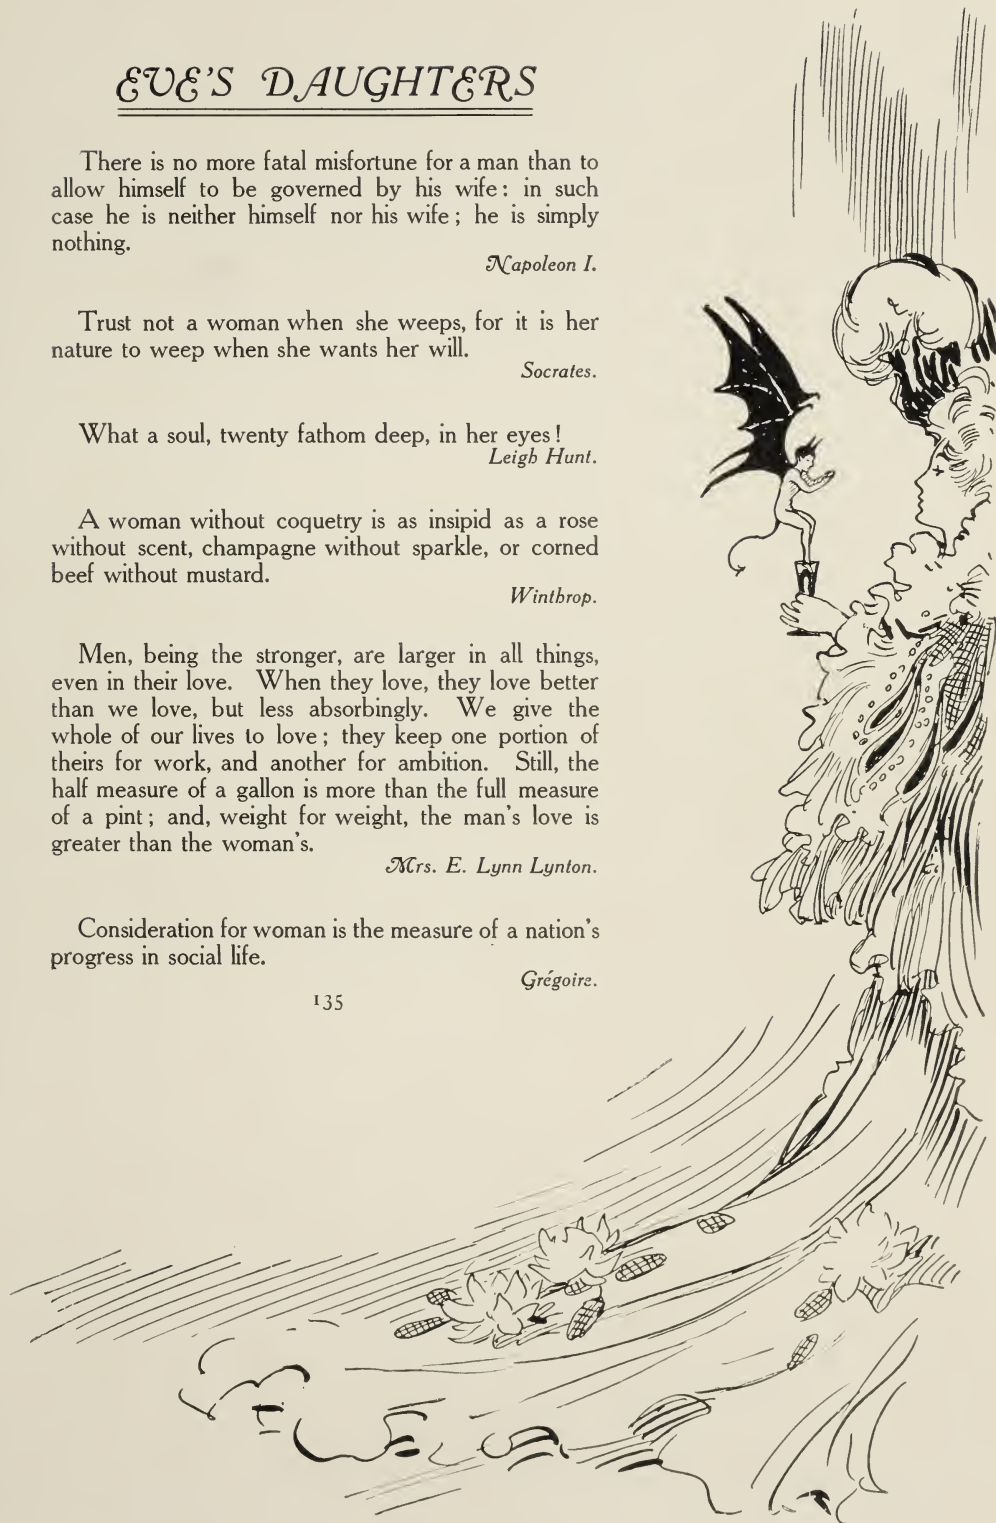 EVE'S DAUGHTERS
There is no more fatal misfortune for a man than to
allow himself to be governed by his wife: in such
case he is neither himself nor his wife; he is simply
nothing.
Napoleon I.
Trust not a woman when she weeps, for it is her
nature to weep when she wants her will.
Socrates.
What a soul, twenty fathom deep, in her eyes!
Leigh Hunt.
A woman without coquetry is as insipid as a rose
without scent, champagne without sparkle, or corned
beef without mustard.
Winthrop.
Men, being the stronger, are larger in all things,
even in their love. When they love, they love better
than we love, but less absorbingly. We give the
whole of our lives to love; they keep one portion of
theirs for work, and another for ambition. Still, the
half measure of a gallon is more than the full measure
of a pint; and, weight for weight, the man's love is
greater than the woman's.
Mrs. E. Lynn Lynton.
Consideration for woman is the measure of a nation's
progress in social life.
Grégoire.
135